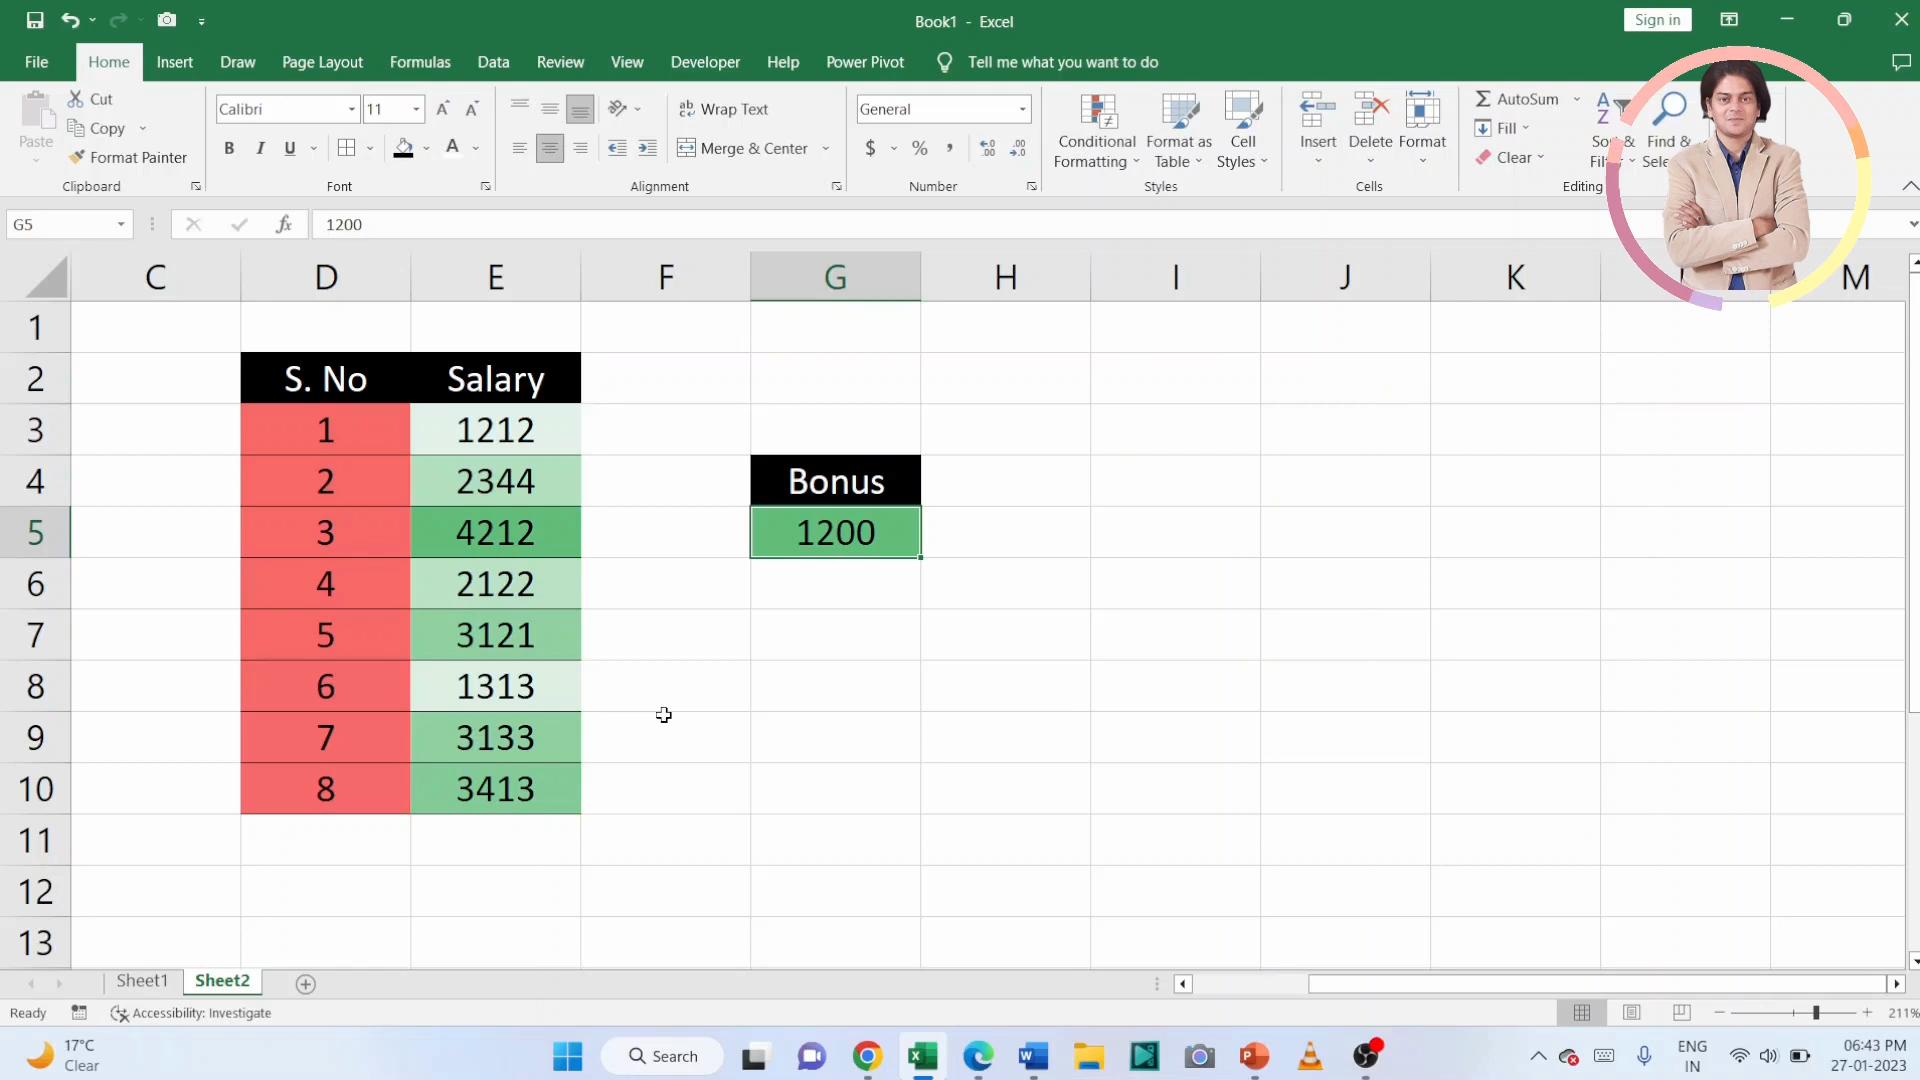 Book1 - Excel
Sign in
File Home Insert Draw Page Layout Formulas Data Review View Developer Help Power Pivot Tell me what you want to do
Paste
Cut
Copy
Format Painter
Clipboard
Calibri 11
B I U
Font
Wrap Text
Merge & Center
Alignment
General
$ % ,
Number
Conditional Formatting
Format as Table
Cell Styles
Styles
Insert
Delete
Format
Cells
AutoSum
Fill
Clear
Sort &
Find &
Editing
G5 fx 1200
C D E F G H I J K M
1
2 S. No Salary
3 1 1212
4 2 2344 Bonus
5 3 4212 1200
6 4 2122
7 5 3121
8 6 1313
9 7 3133
10 8 3413
11
12
13
Sheet1 Sheet2
Ready Accessibility: Investigate 211%
17°C
Clear
Search
ENG
IN
06:43 PM
27-01-2023